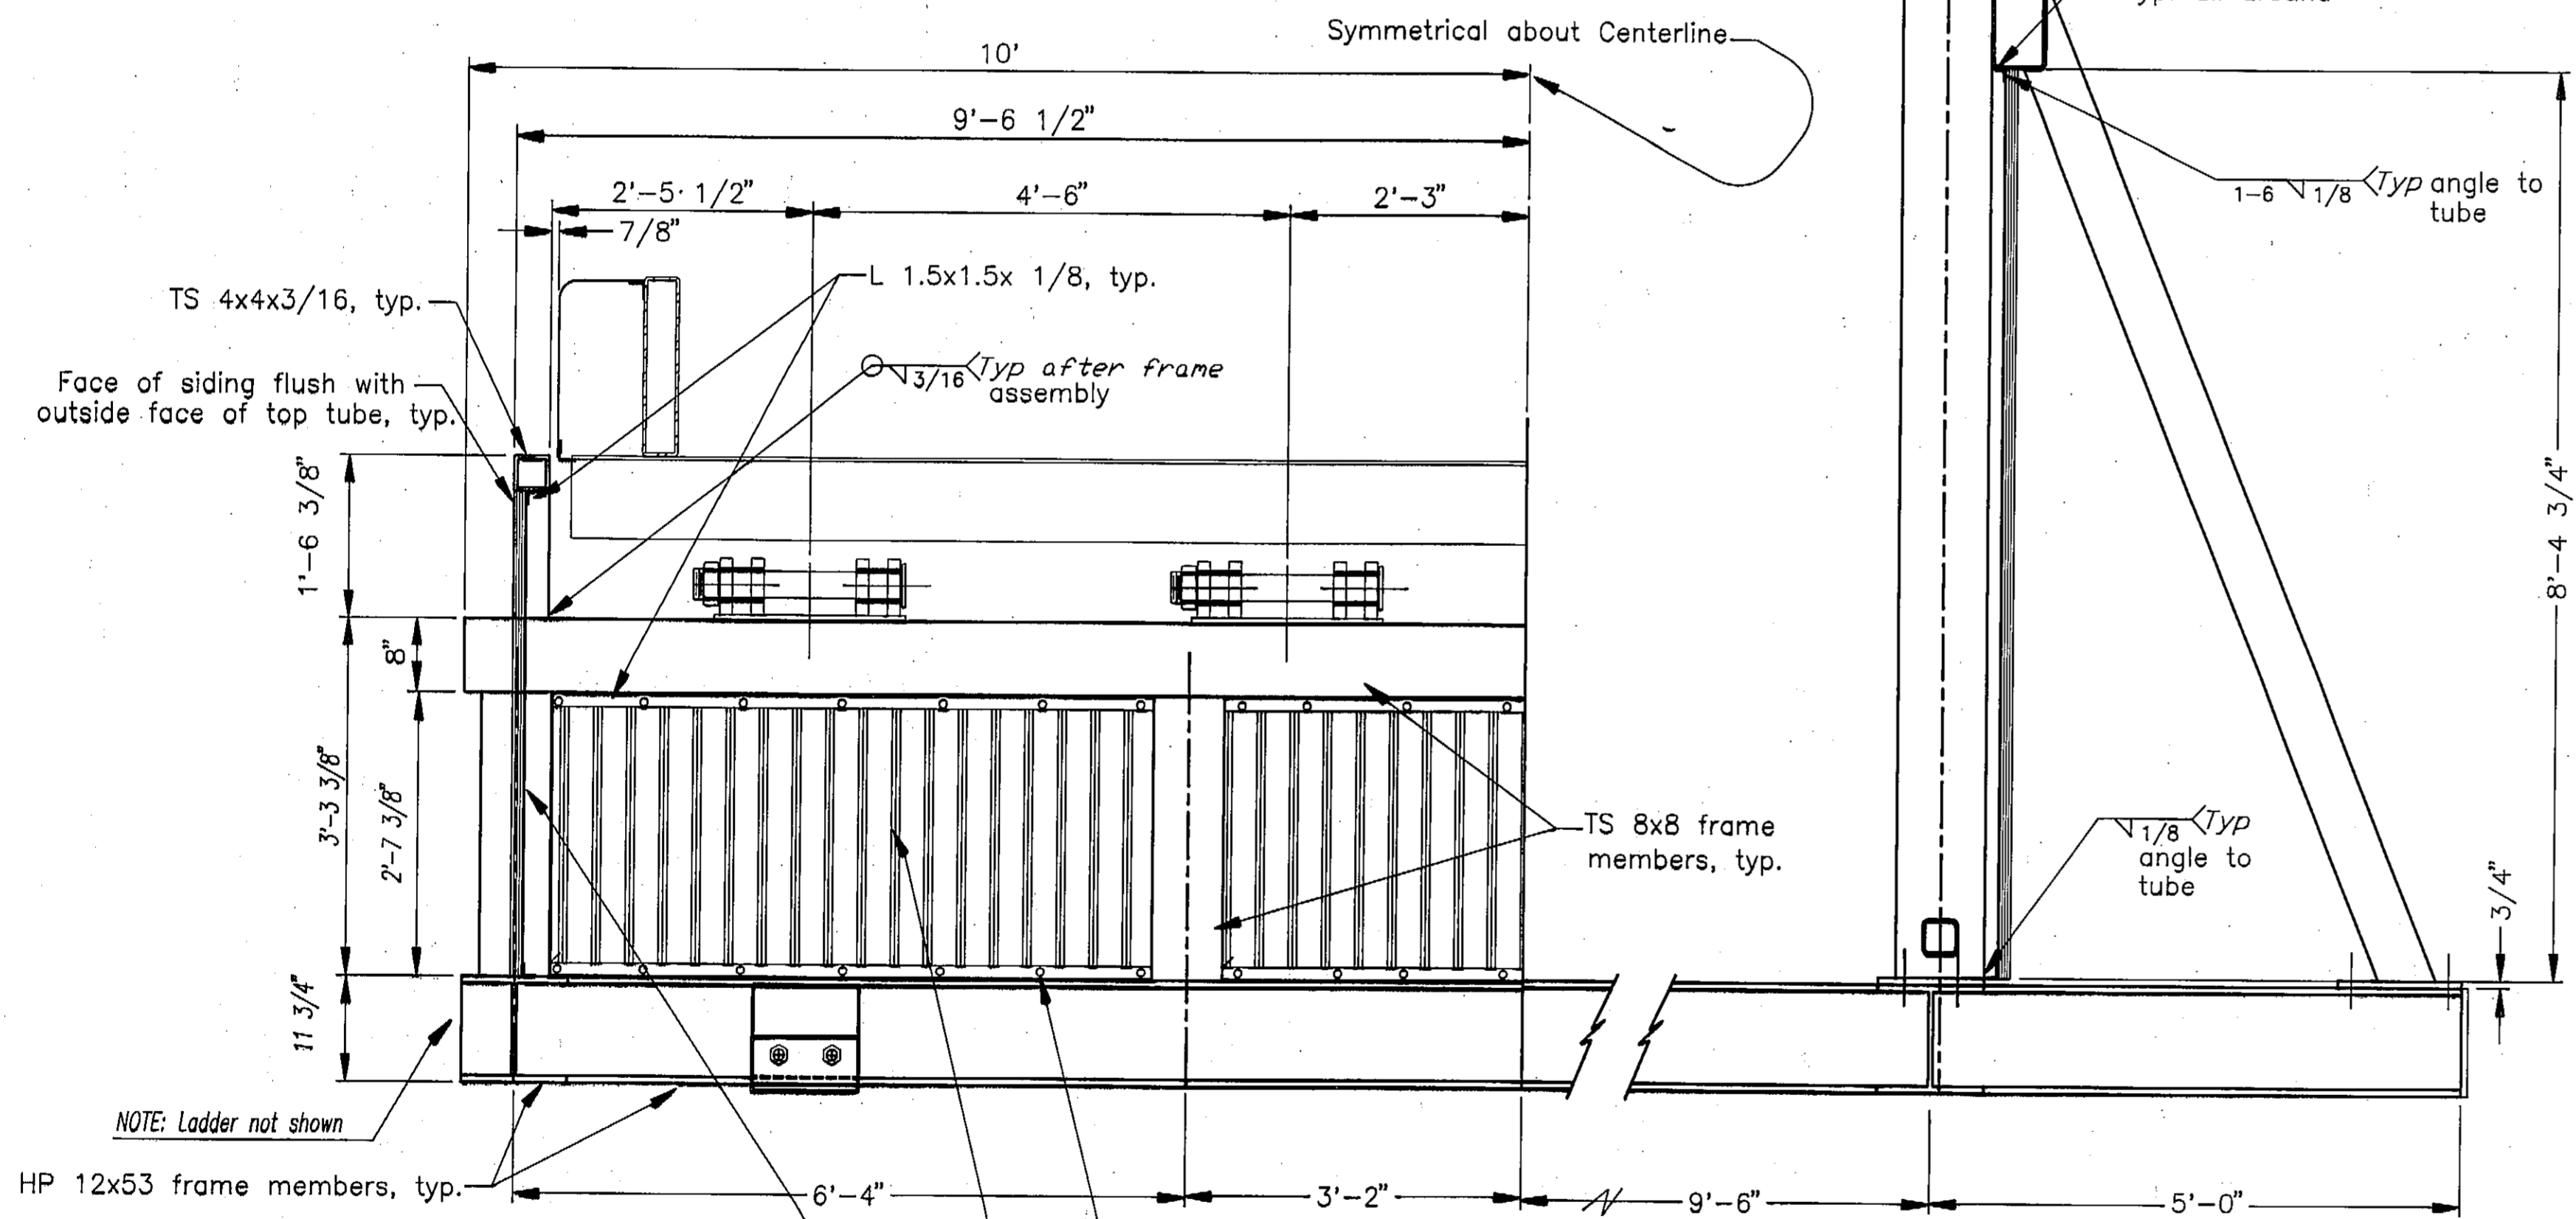 Symmetrical about Centerline
10'
9'-6 1/2"
2'-5 1/2"
4'-6"
2'-3"
7/8"
1-6 1/8 Typ angle to
tube
L 1.5x1.5x 1/8, typ.
TS 4x4x3/16, typ.
3/16 Typ after frame
assembly
Face of siding flush with
outside face of top tube, typ.
1'-6 3/8"
8'-4 3/4"
8"
3'-3 3/8"
2'-7 3/8"
TS 8x8 frame
members, typ.
1/8 Typ
angle to
tube
3/4"
11 3/4"
NOTE: Ladder not shown
HP 12x53 frame members, typ.
6'-4"
3'-2"
9'-6"
5'-0"